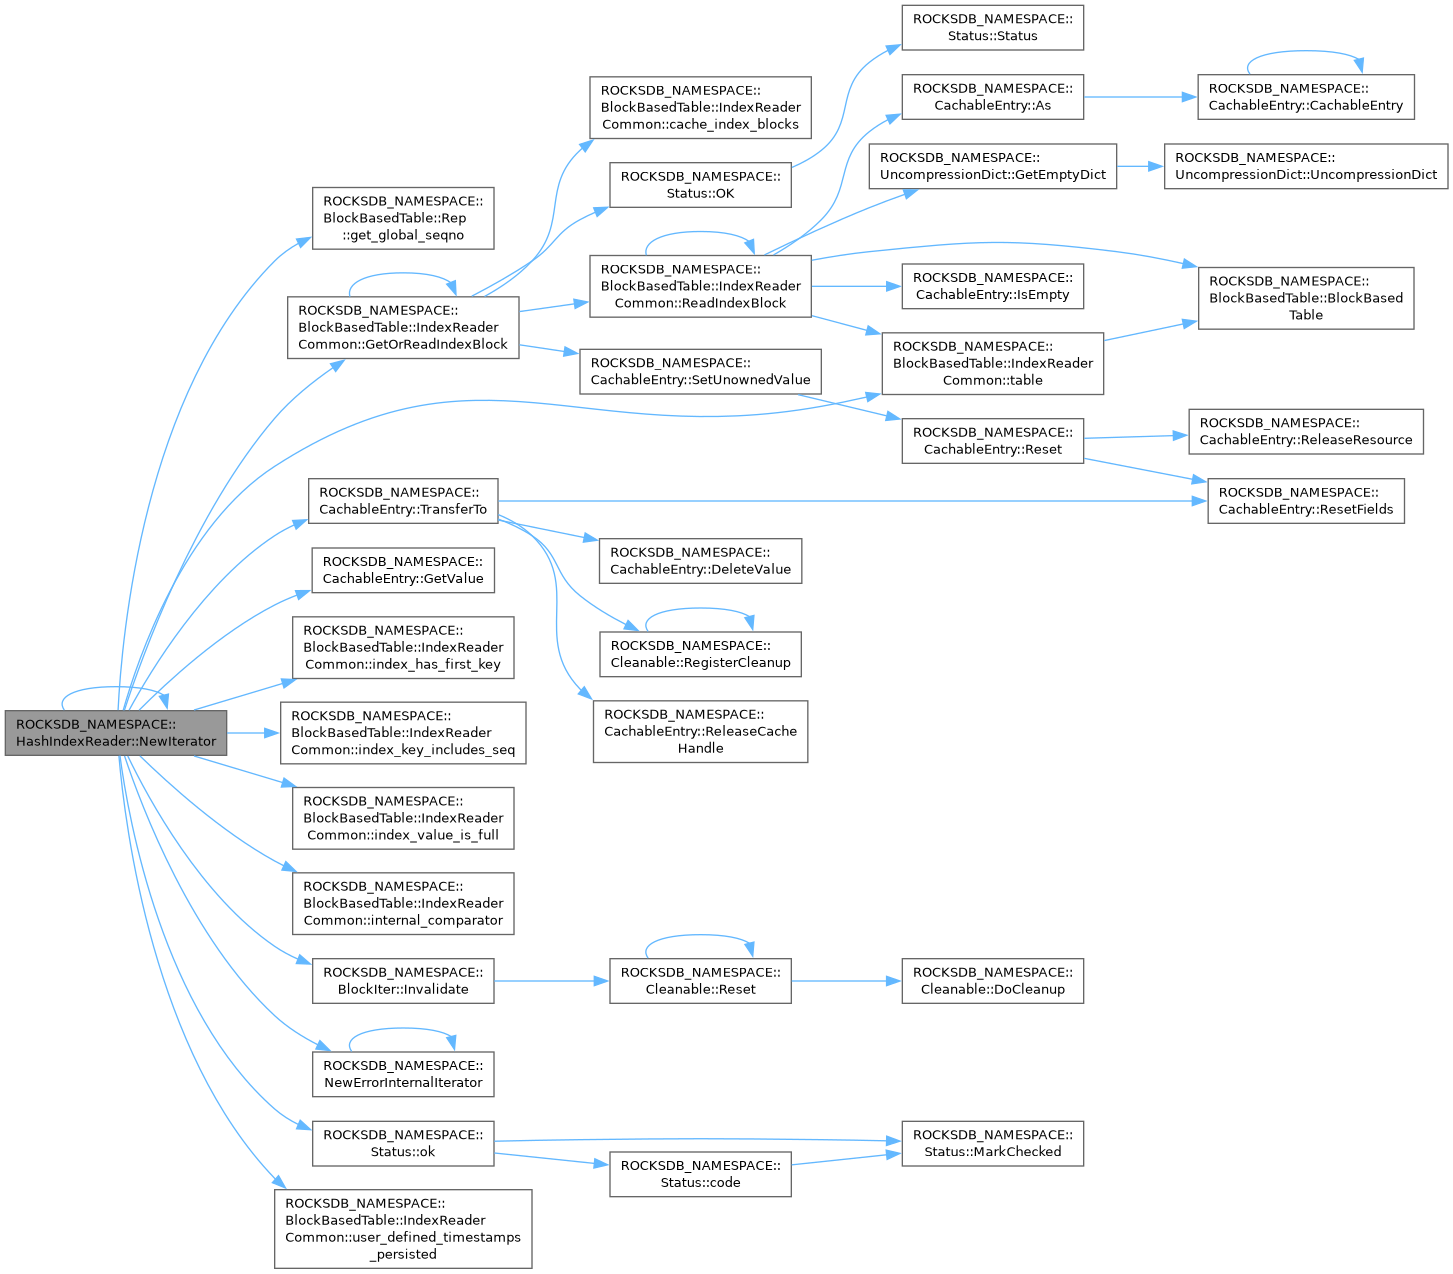 ROCKSDB_NAMESPACE::
Status::Status
ROCKSDB_NAMESPACE::
BlockBasedTable::IndexReader
Common::cache_index_blocks
ROCKSDB_NAMESPACE::
CachableEntry::As
ROCKSDB_NAMESPACE::
CachableEntry::CachableEntry
ROCKSDB_NAMESPACE::
Status::OK
ROCKSDB_NAMESPACE::
UncompressionDict::GetEmptyDict
ROCKSDB_NAMESPACE::
UncompressionDict::UncompressionDict
ROCKSDB_NAMESPACE::
BlockBasedTable::Rep
::get_global_seqno
ROCKSDB_NAMESPACE::
BlockBasedTable::IndexReader
Common::ReadIndexBlock
ROCKSDB_NAMESPACE::
CachableEntry::IsEmpty
ROCKSDB_NAMESPACE::
BlockBasedTable::BlockBased
Table
ROCKSDB_NAMESPACE::
BlockBasedTable::IndexReader
Common::GetOrReadIndexBlock
ROCKSDB_NAMESPACE::
CachableEntry::SetUnownedValue
ROCKSDB_NAMESPACE::
BlockBasedTable::IndexReader
Common::table
ROCKSDB_NAMESPACE::
CachableEntry::Reset
ROCKSDB_NAMESPACE::
CachableEntry::ReleaseResource
ROCKSDB_NAMESPACE::
CachableEntry::TransferTo
ROCKSDB_NAMESPACE::
CachableEntry::ResetFields
ROCKSDB_NAMESPACE::
CachableEntry::GetValue
ROCKSDB_NAMESPACE::
CachableEntry::DeleteValue
ROCKSDB_NAMESPACE::
BlockBasedTable::IndexReader
Common::index_has_first_key
ROCKSDB_NAMESPACE::
Cleanable::RegisterCleanup
ROCKSDB_NAMESPACE::
HashIndexReader::NewIterator
ROCKSDB_NAMESPACE::
BlockBasedTable::IndexReader
Common::index_key_includes_seq
ROCKSDB_NAMESPACE::
CachableEntry::ReleaseCache
Handle
ROCKSDB_NAMESPACE::
BlockBasedTable::IndexReader
Common::index_value_is_full
ROCKSDB_NAMESPACE::
BlockBasedTable::IndexReader
Common::internal_comparator
ROCKSDB_NAMESPACE::
BlockIter::Invalidate
ROCKSDB_NAMESPACE::
Cleanable::Reset
ROCKSDB_NAMESPACE::
Cleanable::DoCleanup
ROCKSDB_NAMESPACE::
NewErrorInternalIterator
ROCKSDB_NAMESPACE::
Status::ok
ROCKSDB_NAMESPACE::
Status::code
ROCKSDB_NAMESPACE::
Status::MarkChecked
ROCKSDB_NAMESPACE::
BlockBasedTable::IndexReader
Common::user_defined_timestamps
_persisted